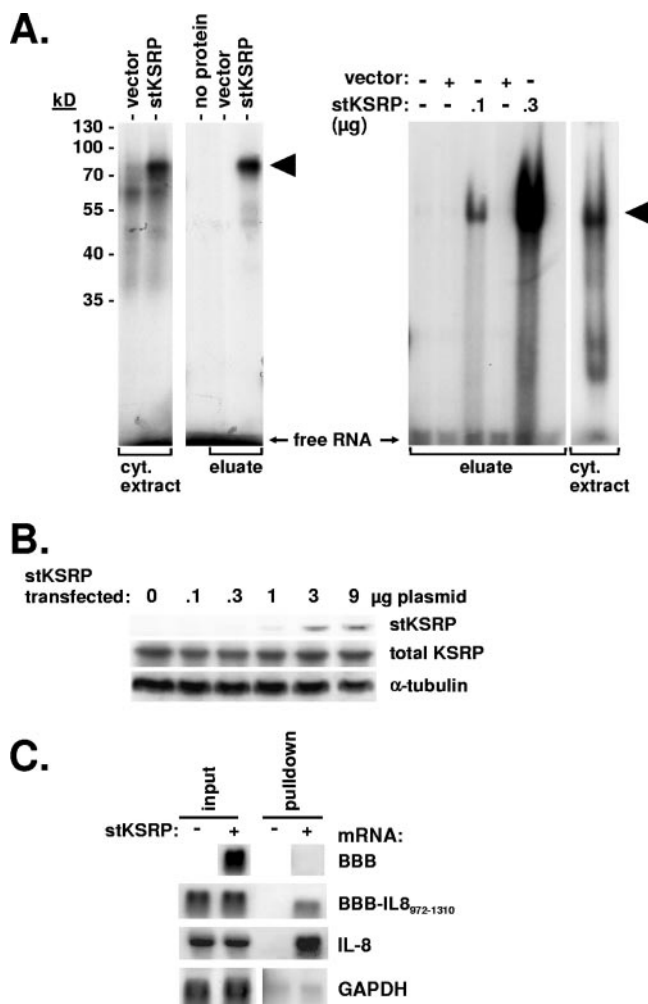 A.
kD
- vector
- stKSRP
- no protein
- vector
- stKSRP
130 -
100 -
70 -
55 -
40 -
35 -
cyt. extract
eluate
← free RNA →
vector: - + - + -
stKSRP: - - .1 - .3
(µg)
eluate
cyt. extract
B.
stKSRP
transfected: 0 .1 .3 1 3 9 µg plasmid
stKSRP
total KSRP
α-tubulin
C.
input
pulldown
stKSRP: - + - + mRNA:
BBB
BBB-IL8972-1310
IL-8
GAPDH